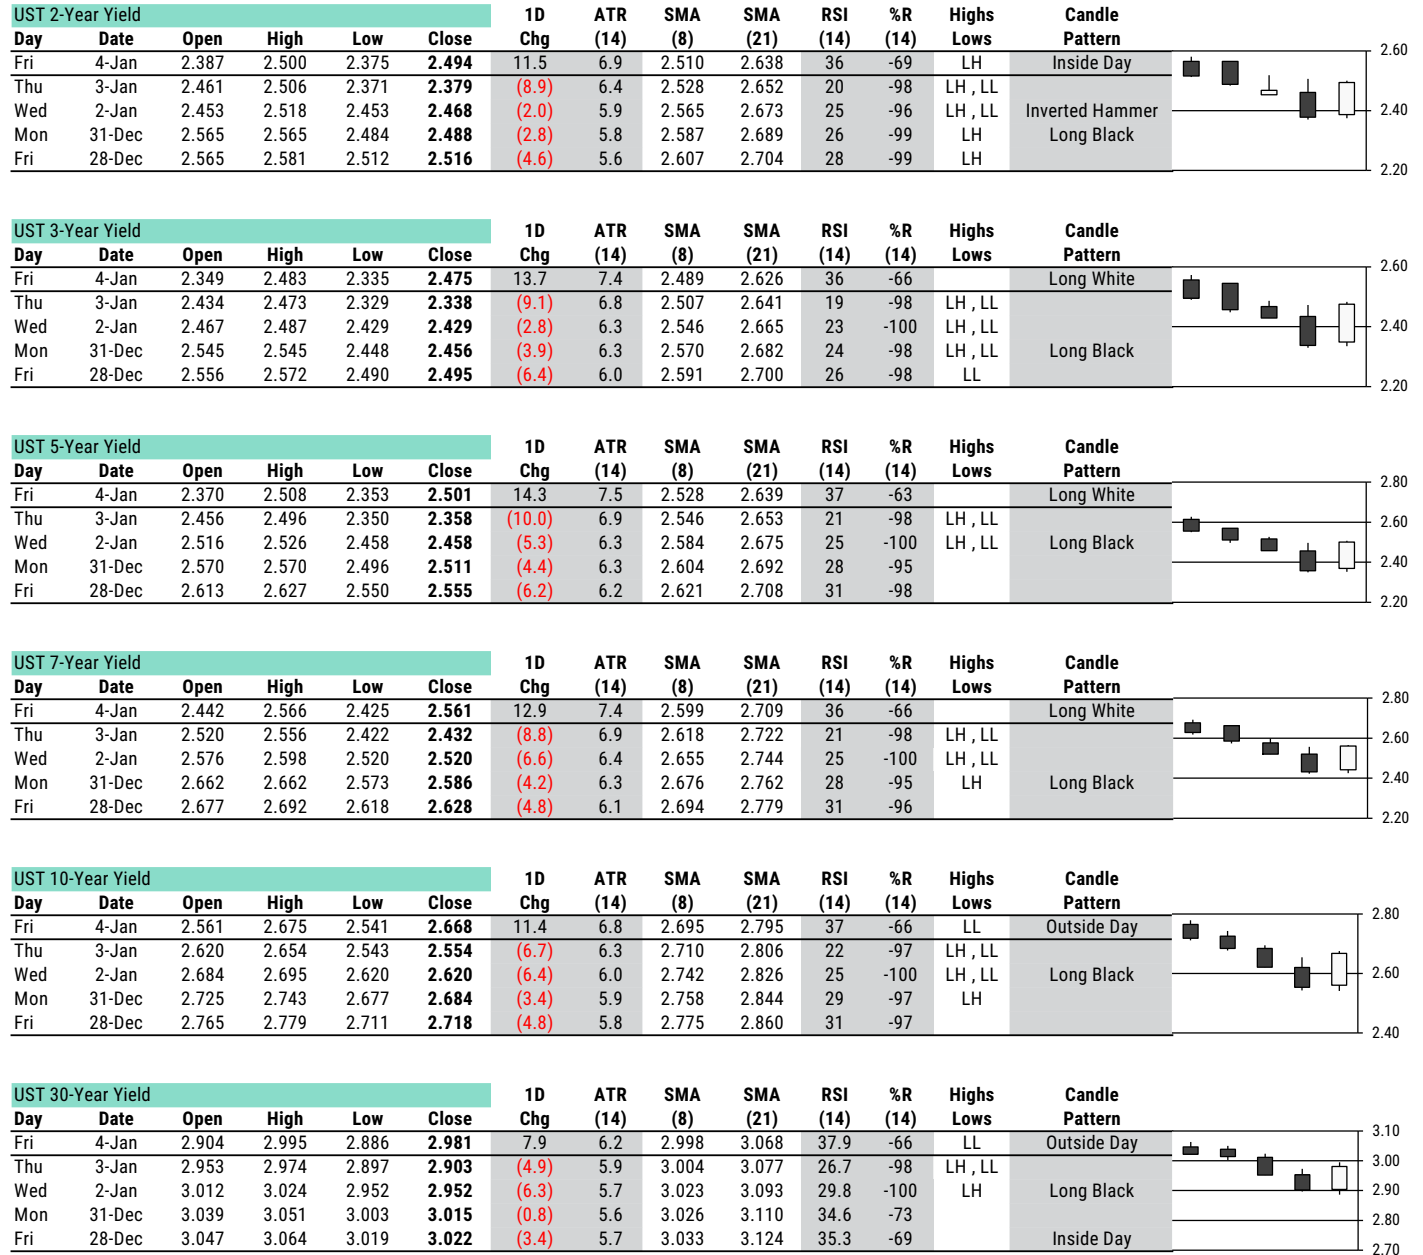 UST 2-Year Yield 1D ATR SMA SMA RSI %R Highs Candle
Day Date Open High Low Close Chg (14) (8) (21) (14) (14) Lows Pattern
Fri 4-Jan 2.387 2.500 2.375 2.494 11.5 6.9 2.510 2.638 36 -69 LH Inside Day
Thu 3-Jan 2.461 2.506 2.371 2.379 (8.9) 6.4 2.528 2.652 20 -98 LH , LL
Wed 2-Jan 2.453 2.518 2.453 2.468 (2.0) 5.9 2.565 2.673 25 -96 LH , LL Inverted Hammer
Mon 31-Dec 2.565 2.565 2.484 2.488 (2.8) 5.8 2.587 2.689 26 -99 LH Long Black
Fri 28-Dec 2.565 2.581 2.512 2.516 (4.6) 5.6 2.607 2.704 28 -99 LH
2.60
2.40
2.20
UST 3-Year Yield 1D ATR SMA SMA RSI %R Highs Candle
Day Date Open High Low Close Chg (14) (8) (21) (14) (14) Lows Pattern
Fri 4-Jan 2.349 2.483 2.335 2.475 13.7 7.4 2.489 2.626 36 -66 Long White
Thu 3-Jan 2.434 2.473 2.329 2.338 (9.1) 6.8 2.507 2.641 19 -98 LH , LL
Wed 2-Jan 2.467 2.487 2.429 2.429 (2.8) 6.3 2.546 2.665 23 -100 LH , LL
Mon 31-Dec 2.545 2.545 2.448 2.456 (3.9) 6.3 2.570 2.682 24 -98 LH , LL Long Black
Fri 28-Dec 2.556 2.572 2.490 2.495 (6.4) 6.0 2.591 2.700 26 -98 LL
2.60
2.40
2.20
UST 5-Year Yield 1D ATR SMA SMA RSI %R Highs Candle
Day Date Open High Low Close Chg (14) (8) (21) (14) (14) Lows Pattern
Fri 4-Jan 2.370 2.508 2.353 2.501 14.3 7.5 2.528 2.639 37 -63 Long White
Thu 3-Jan 2.456 2.496 2.350 2.358 (10.0) 6.9 2.546 2.653 21 -98 LH , LL
Wed 2-Jan 2.516 2.526 2.458 2.458 (5.3) 6.3 2.584 2.675 25 -100 LH , LL Long Black
Mon 31-Dec 2.570 2.570 2.496 2.511 (4.4) 6.3 2.604 2.692 28 -95
Fri 28-Dec 2.613 2.627 2.550 2.555 (6.2) 6.2 2.621 2.708 31 -98
2.80
2.60
2.40
2.20
UST 7-Year Yield 1D ATR SMA SMA RSI %R Highs Candle
Day Date Open High Low Close Chg (14) (8) (21) (14) (14) Lows Pattern
Fri 4-Jan 2.442 2.566 2.425 2.561 12.9 7.4 2.599 2.709 36 -66 Long White
Thu 3-Jan 2.520 2.556 2.422 2.432 (8.8) 6.9 2.618 2.722 21 -98 LH , LL
Wed 2-Jan 2.576 2.598 2.520 2.520 (6.6) 6.4 2.655 2.744 25 -100 LH , LL
Mon 31-Dec 2.662 2.662 2.573 2.586 (4.2) 6.3 2.676 2.762 28 -95 LH Long Black
Fri 28-Dec 2.677 2.692 2.618 2.628 (4.8) 6.1 2.694 2.779 31 -96
2.80
2.60
2.40
2.20
UST 10-Year Yield 1D ATR SMA SMA RSI %R Highs Candle
Day Date Open High Low Close Chg (14) (8) (21) (14) (14) Lows Pattern
Fri 4-Jan 2.561 2.675 2.541 2.668 11.4 6.8 2.695 2.795 37 -66 LL Outside Day
Thu 3-Jan 2.620 2.654 2.543 2.554 (6.7) 6.3 2.710 2.806 22 -97 LH , LL
Wed 2-Jan 2.684 2.695 2.620 2.620 (6.4) 6.0 2.742 2.826 25 -100 LH , LL Long Black
Mon 31-Dec 2.725 2.743 2.677 2.684 (3.4) 5.9 2.758 2.844 29 -97 LH
Fri 28-Dec 2.765 2.779 2.711 2.718 (4.8) 5.8 2.775 2.860 31 -97
2.80
2.60
2.40
UST 30-Year Yield 1D ATR SMA SMA RSI %R Highs Candle
Day Date Open High Low Close Chg (14) (8) (21) (14) (14) Lows Pattern
Fri 4-Jan 2.904 2.995 2.886 2.981 7.9 6.2 2.998 3.068 37.9 -66 LL Outside Day
Thu 3-Jan 2.953 2.974 2.897 2.903 (4.9) 5.9 3.004 3.077 26.7 -98 LH , LL
Wed 2-Jan 3.012 3.024 2.952 2.952 (6.3) 5.7 3.023 3.093 29.8 -100 LH Long Black
Mon 31-Dec 3.039 3.051 3.003 3.015 (0.8) 5.6 3.026 3.110 34.6 -73
Fri 28-Dec 3.047 3.064 3.019 3.022 (3.4) 5.7 3.033 3.124 35.3 -69 Inside Day
3.10
3.00
2.90
2.80
2.70